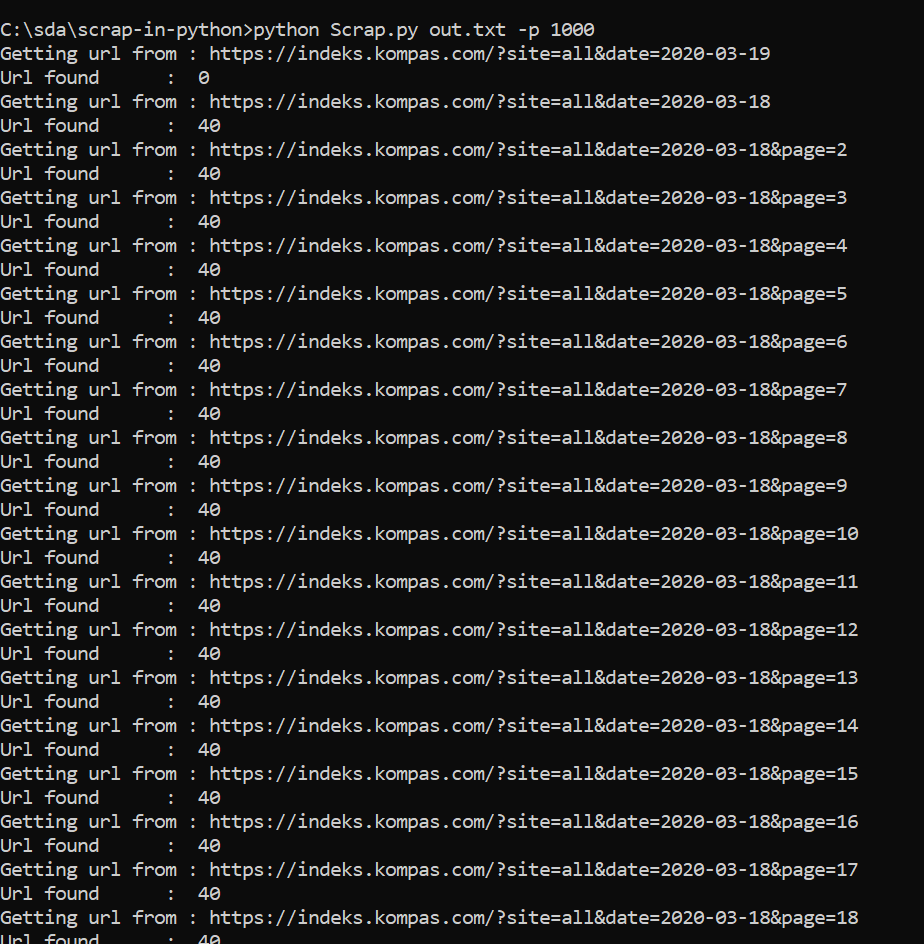 C:\sda\scrap-in-python>python Scrap.py out.txt -p 1000
Getting url from : https://indeks.kompas.com/?site=all&date=2020-03-19
Url found      :  0
Getting url from : https://indeks.kompas.com/?site=all&date=2020-03-18
Url found      :  40
Getting url from : https://indeks.kompas.com/?site=all&date=2020-03-18&page=2
Url found      :  40
Getting url from : https://indeks.kompas.com/?site=all&date=2020-03-18&page=3
Url found      :  40
Getting url from : https://indeks.kompas.com/?site=all&date=2020-03-18&page=4
Url found      :  40
Getting url from : https://indeks.kompas.com/?site=all&date=2020-03-18&page=5
Url found      :  40
Getting url from : https://indeks.kompas.com/?site=all&date=2020-03-18&page=6
Url found      :  40
Getting url from : https://indeks.kompas.com/?site=all&date=2020-03-18&page=7
Url found      :  40
Getting url from : https://indeks.kompas.com/?site=all&date=2020-03-18&page=8
Url found      :  40
Getting url from : https://indeks.kompas.com/?site=all&date=2020-03-18&page=9
Url found      :  40
Getting url from : https://indeks.kompas.com/?site=all&date=2020-03-18&page=10
Url found      :  40
Getting url from : https://indeks.kompas.com/?site=all&date=2020-03-18&page=11
Url found      :  40
Getting url from : https://indeks.kompas.com/?site=all&date=2020-03-18&page=12
Url found      :  40
Getting url from : https://indeks.kompas.com/?site=all&date=2020-03-18&page=13
Url found      :  40
Getting url from : https://indeks.kompas.com/?site=all&date=2020-03-18&page=14
Url found      :  40
Getting url from : https://indeks.kompas.com/?site=all&date=2020-03-18&page=15
Url found      :  40
Getting url from : https://indeks.kompas.com/?site=all&date=2020-03-18&page=16
Url found      :  40
Getting url from : https://indeks.kompas.com/?site=all&date=2020-03-18&page=17
Url found      :  40
Getting url from : https://indeks.kompas.com/?site=all&date=2020-03-18&page=18
Url found      :  40